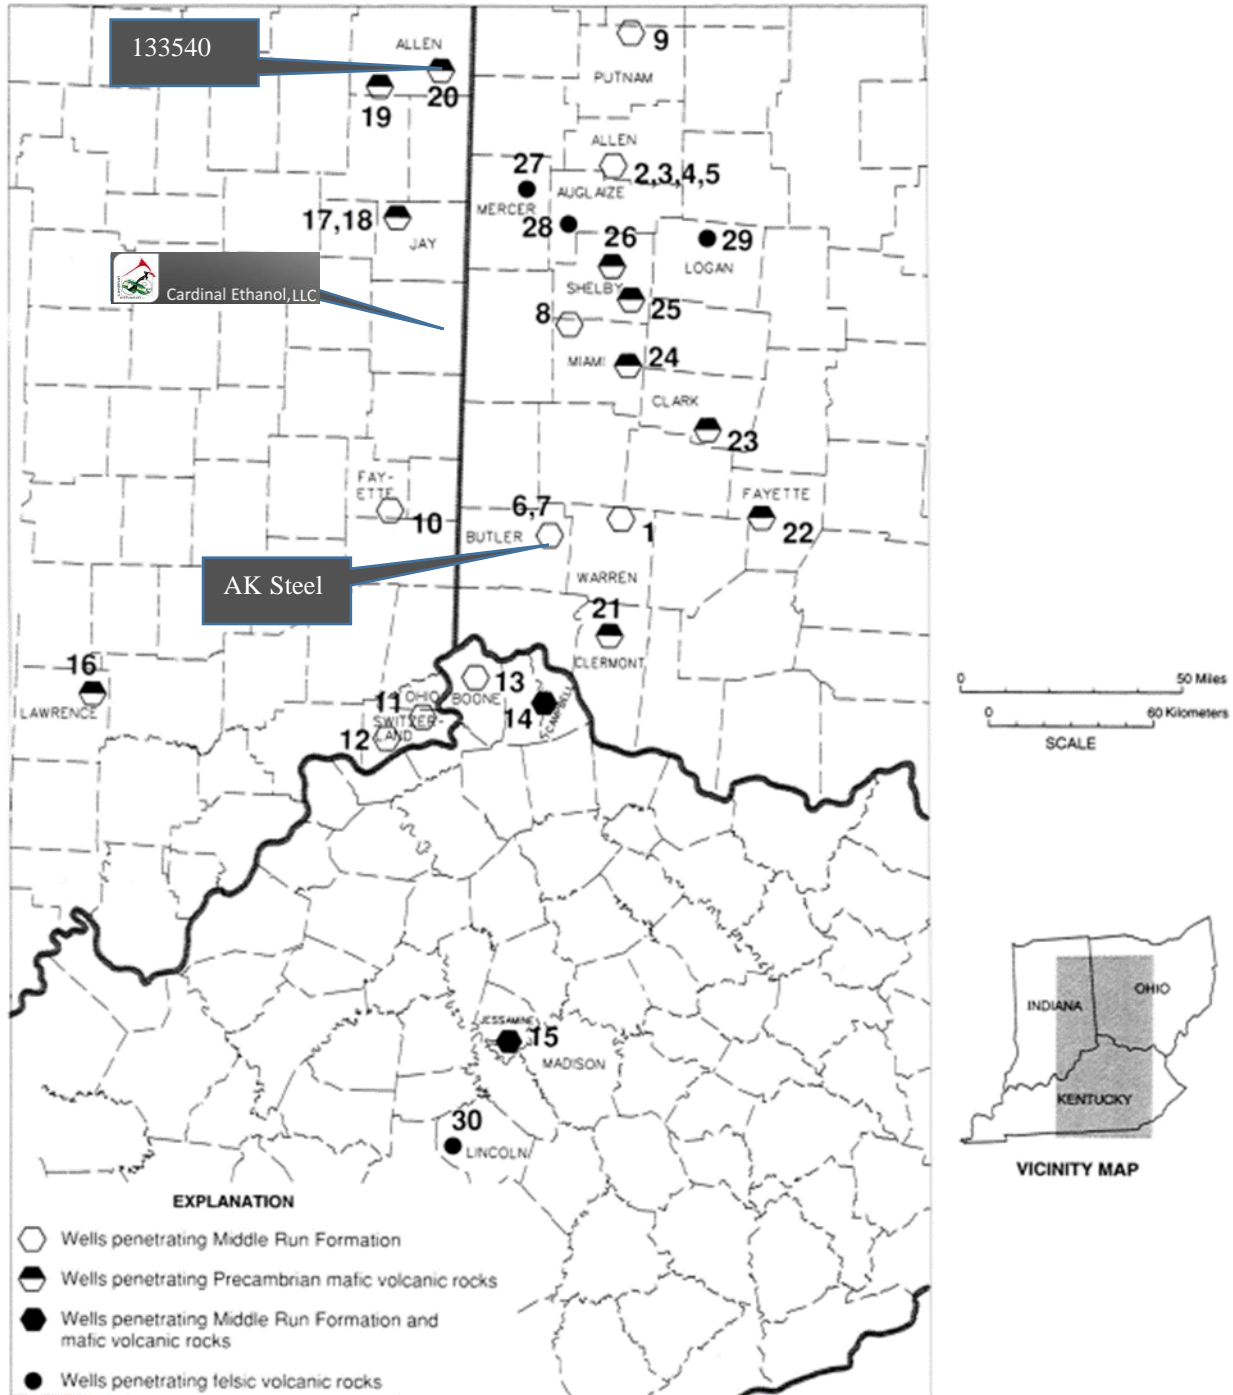 133540
ALLEN
9
PUTNAM
20
19
ALLEN
27
2,3,4,5
AUGLAIZE
MERCER
17,18
28
26
29
JAY
LOGAN
Cardinal Ethanol, LLC
SHELBY
8
25
MIAMI
24
CLARK
23
FAY-
ETTE
FAYETTE
6,7
10
BUTLER
1
22
AK Steel
WARREN
21
CLERMONT
16
LAWRENCE
13
11
OHIO
BOONE
14
CAMPBELL
SWITZER-
LAND
12
0 50 Miles
0 60 Kilometers
SCALE
JESSAMINE
15
MADISON
30
LINCOLN
INDIANA
OHIO
KENTUCKY
VICINITY MAP
EXPLANATION
Wells penetrating Middle Run Formation
Wells penetrating Precambrian mafic volcanic rocks
Wells penetrating Middle Run Formation and
mafic volcanic rocks
Wells penetrating felsic volcanic rocks